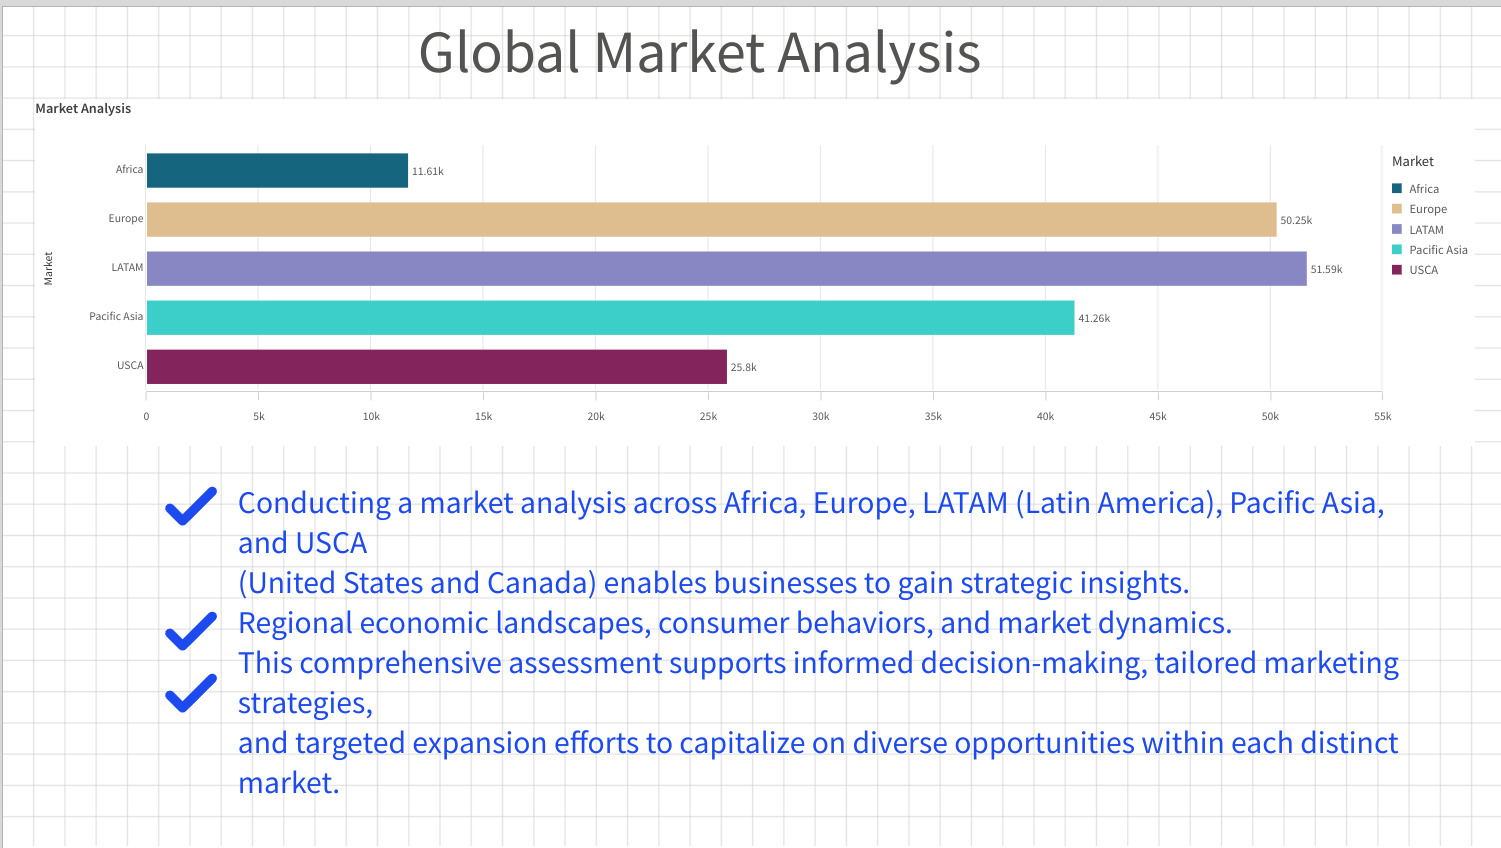 Global Market Analysis
Market Analysis
Market
Africa
11.61k
Europe
50.25k
LATAM
51.59k
Pacific Asia
41.26k
USCA
25.8k
0 5k 10k 15k 20k 25k 30k 35k 40k 45k 50k 55k
Market
Africa
Europe
LATAM
Pacific Asia
USCA
Conducting a market analysis across Africa, Europe, LATAM (Latin America), Pacific Asia,
and USCA
(United States and Canada) enables businesses to gain strategic insights.
Regional economic landscapes, consumer behaviors, and market dynamics.
This comprehensive assessment supports informed decision-making, tailored marketing
strategies,
and targeted expansion efforts to capitalize on diverse opportunities within each distinct
market.